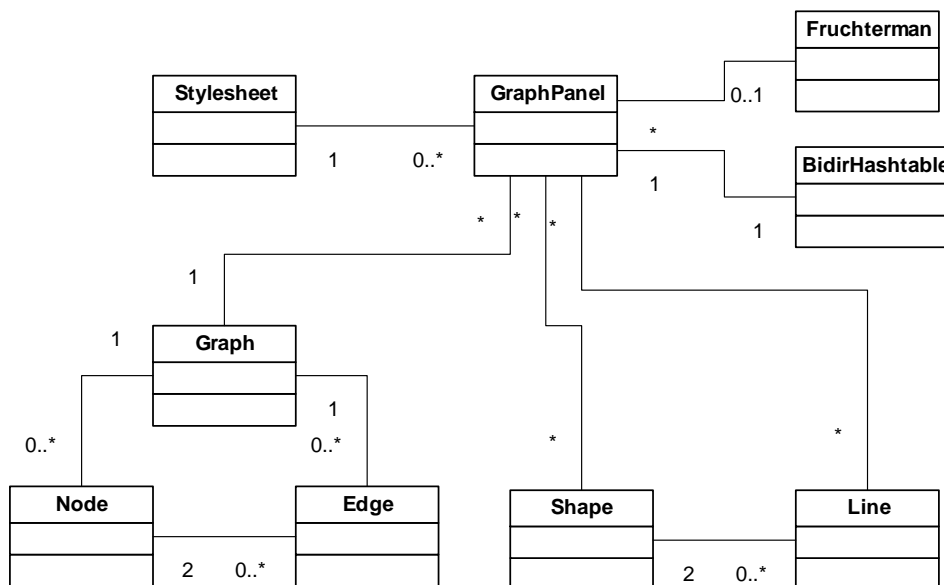 Fruchterman
Stylesheet
GraphPanel
0..1
*
1
0..*
BidirHashtable
1
1
*
*
*
1
1
Graph
1
0..*
0..*
*
*
Node
Edge
Shape
Line
2
0..*
2
0..*